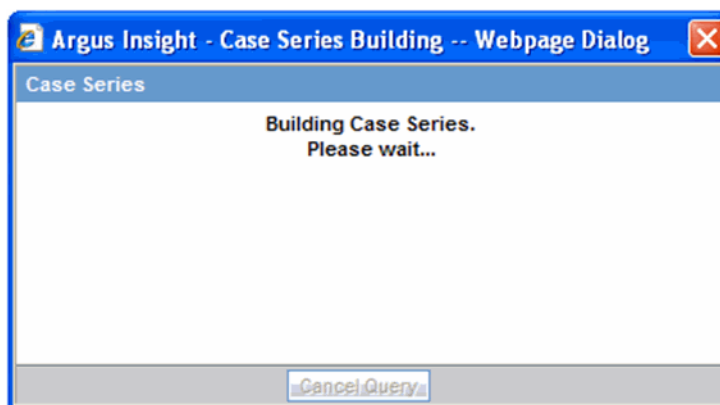 Argus Insight - Case Series Building -- Webpage Dialog
Case Series
Building Case Series.
Please wait...
Cancel Query